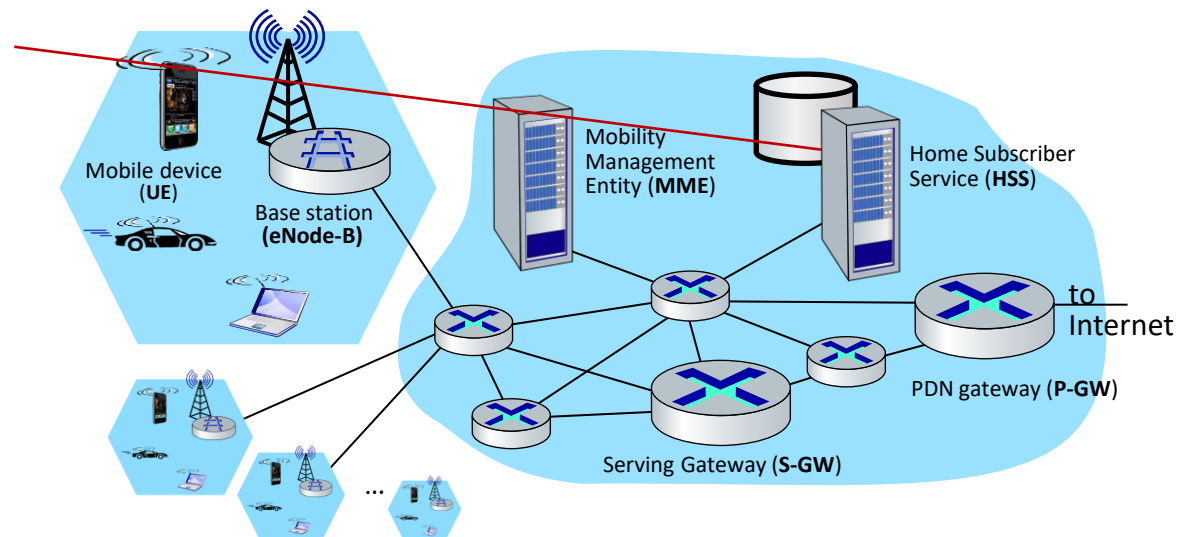 Mobile device
(UE)
Base station
(eNode-B)
Mobility
Management
Entity (MME)
Home Subscriber
Service (HSS)
to
Internet
PDN gateway (P-GW)
Serving Gateway (S-GW)
...